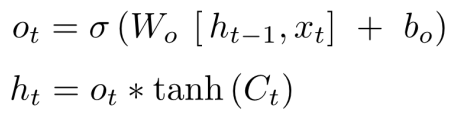 o_t = σ (W_o [h_{t−1}, x_t] + b_o)
h_t = o_t * tanh (C_t)